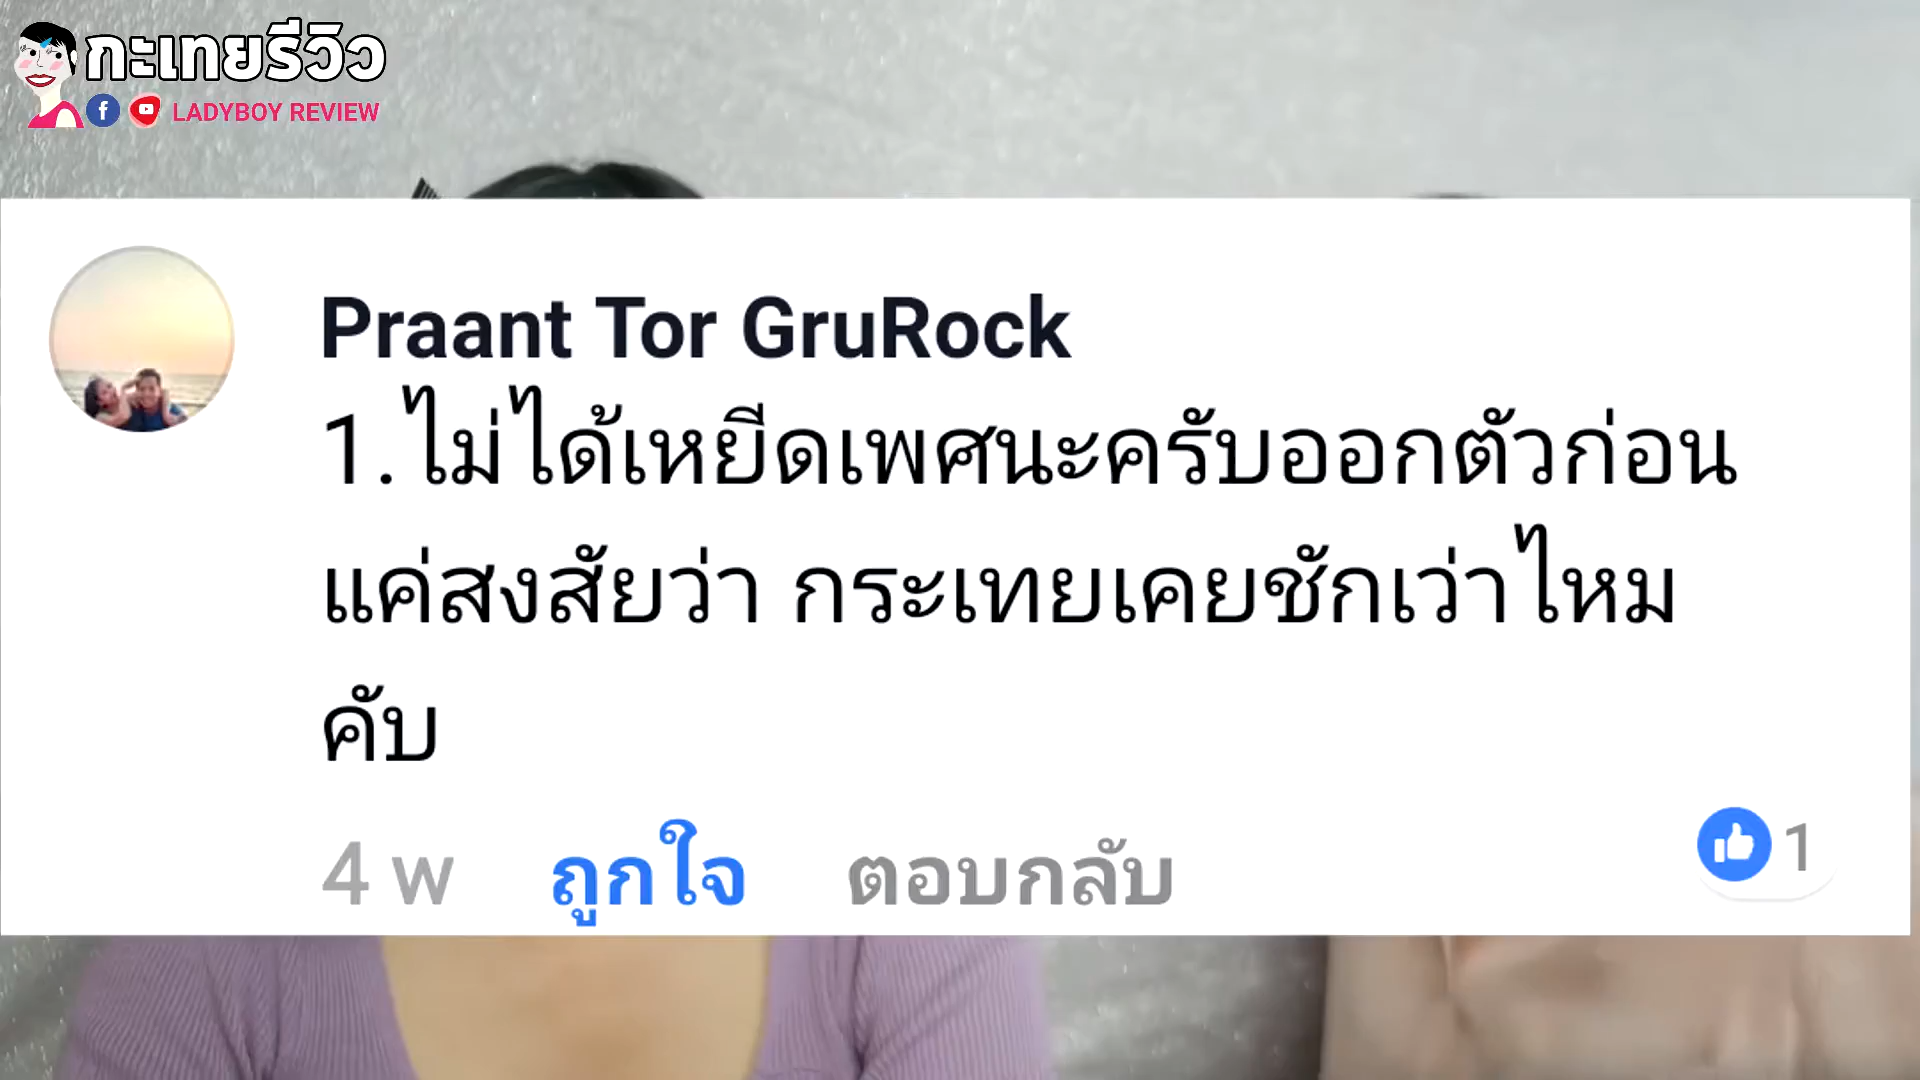 กะเทยรีวิว
LADYBOY REVIEW
Praant Tor GruRock
1.ไม่ได้เหยีดเพศนะครับออกตัวก่อน
แค่สงสัยว่า กระเทยเคยชักเว่าไหม
คับ
4 พ ถูกใจ ตอบกลับ 1